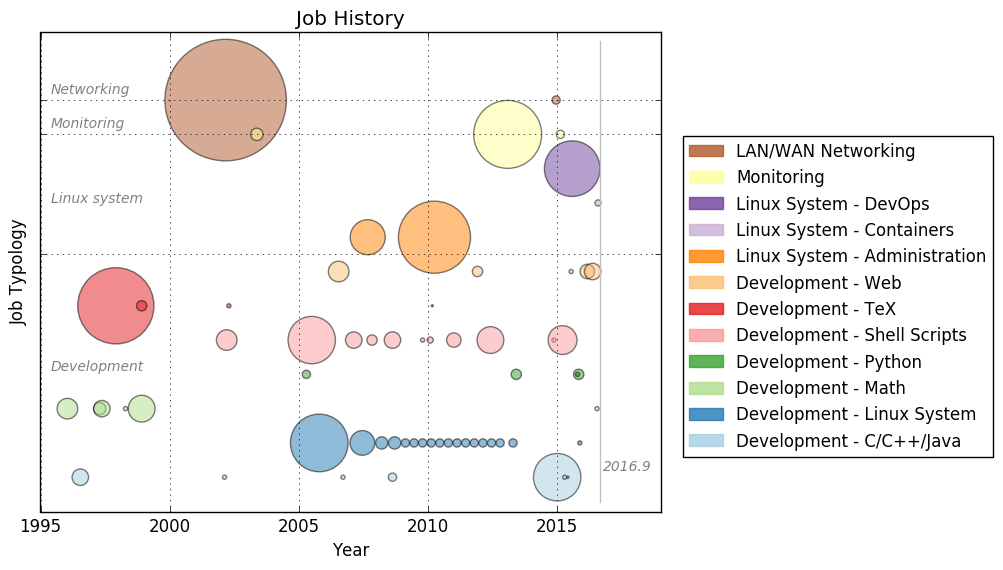 Job History
Networking
Monitoring
Linux system
Development
2016.9
Job Typology
1995 2000 2005 2010 2015
Year
LAN/WAN Networking
Monitoring
Linux System - DevOps
Linux System - Containers
Linux System - Administration
Development - Web
Development - TeX
Development - Shell Scripts
Development - Python
Development - Math
Development - Linux System
Development - C/C++/Java